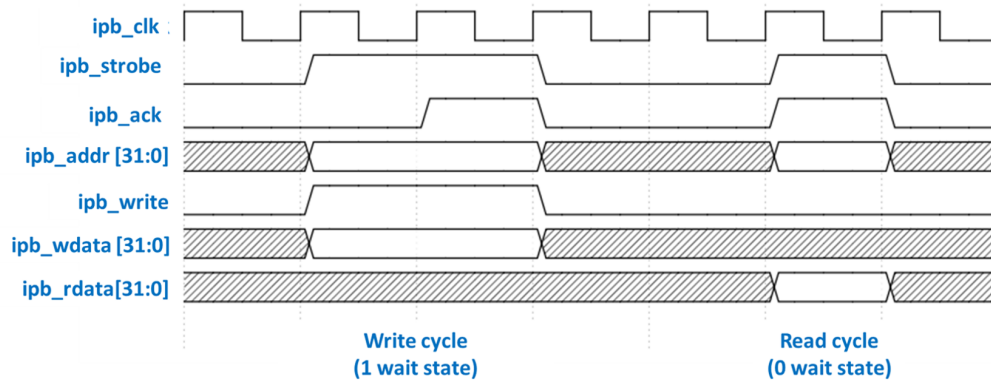 ipb_clk :
ipb_strobe
ipb_ack
ipb_addr [31:0]
ipb_write
ipb_wdata [31:0]
ipb_rdata[31:0]
Write cycle
(1 wait state)
Read cycle
(0 wait state)